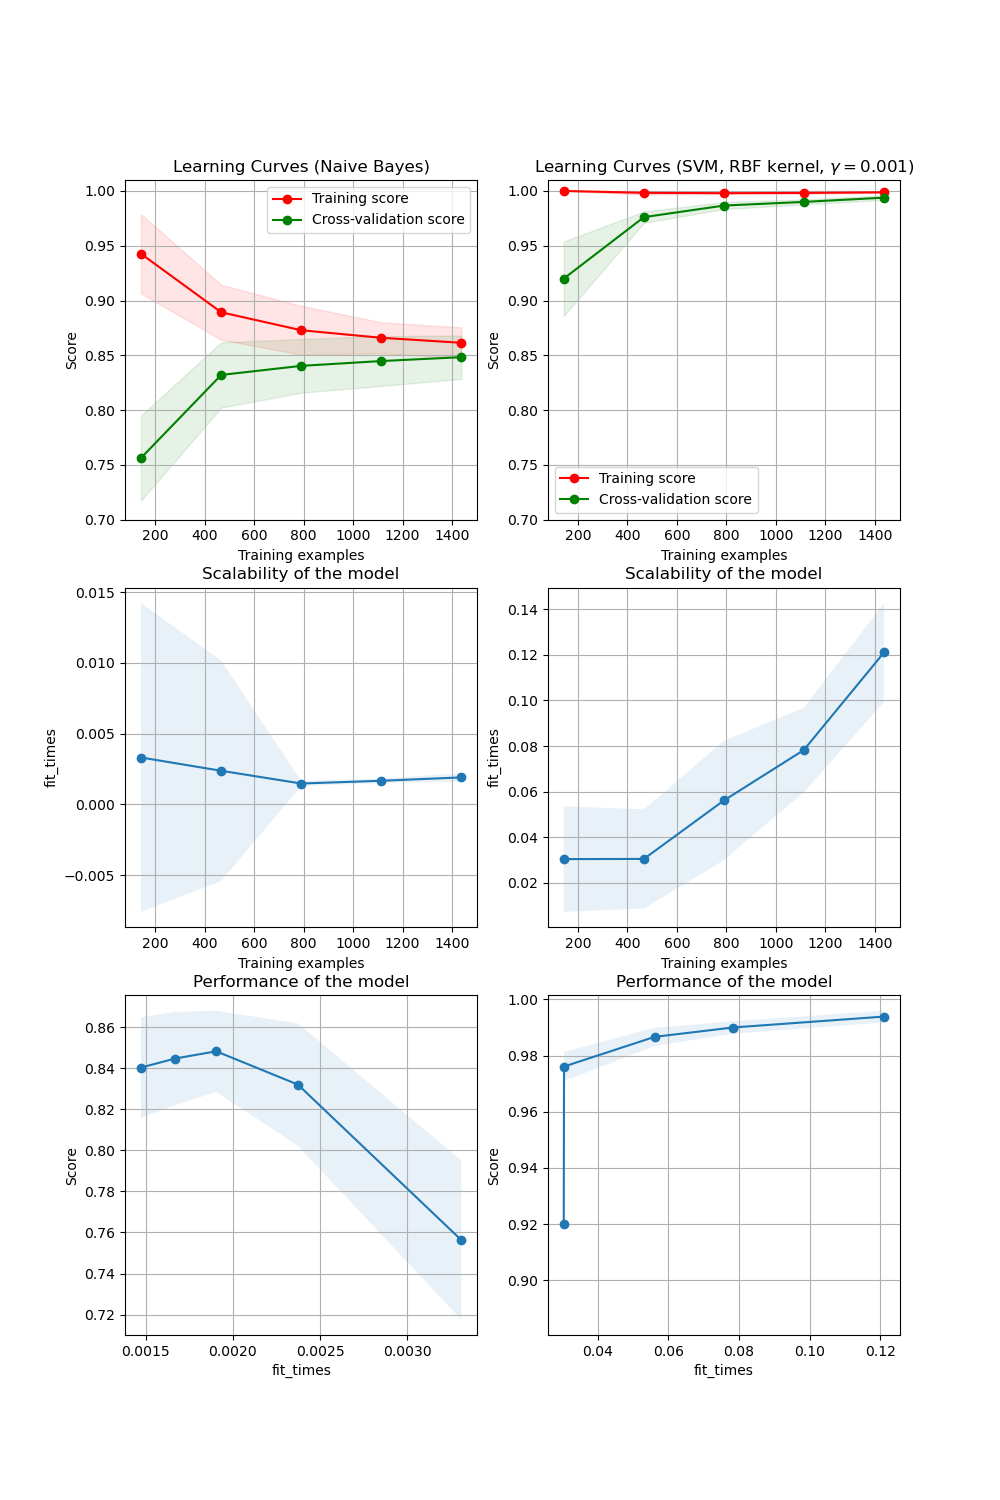 Learning Curves (Naive Bayes)
1.00
0.95
0.90
0.85
0.80
0.75
0.70
Score
Training score
Cross-validation score
200 400 600 800 1000 1200 1400
Training examples
Learning Curves (SVM, RBF kernel, γ = 0.001)
1.00
0.95
0.90
0.85
0.80
0.75
0.70
Score
Training score
Cross-validation score
200 400 600 800 1000 1200 1400
Training examples
Scalability of the model
0.015
0.010
0.005
0.000
−0.005
fit_times
200 400 600 800 1000 1200 1400
Training examples
Scalability of the model
0.14
0.12
0.10
0.08
0.06
0.04
0.02
fit_times
200 400 600 800 1000 1200 1400
Training examples
Performance of the model
0.86
0.84
0.82
0.80
0.78
0.76
0.74
0.72
Score
0.0015 0.0020 0.0025 0.0030
fit_times
Performance of the model
1.00
0.98
0.96
0.94
0.92
0.90
Score
0.04 0.06 0.08 0.10 0.12
fit_times